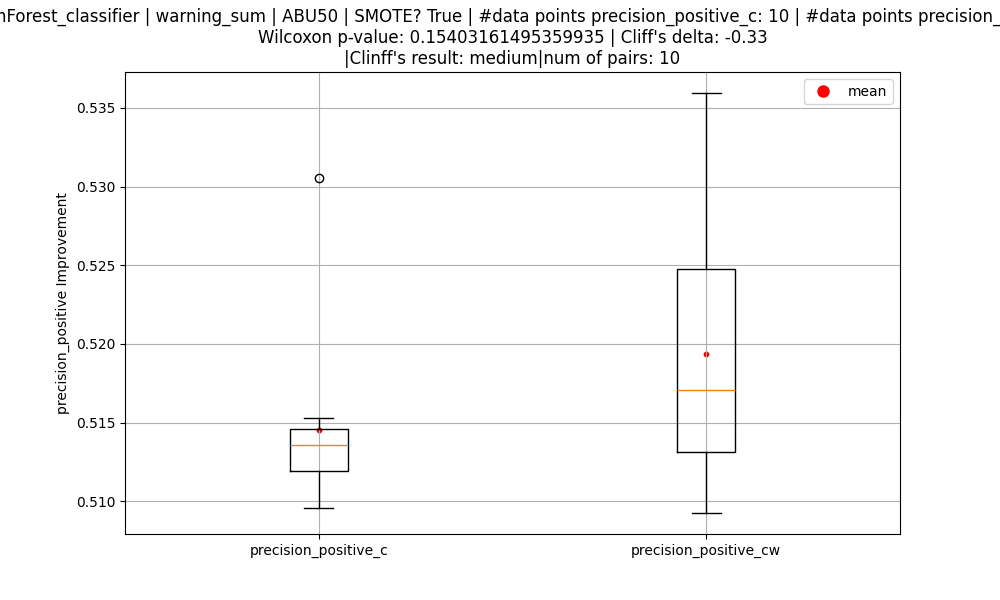 nForest_classifier | warning_sum | ABU50 | SMOTE? True | #data points precision_positive_c: 10 | #data points precision_
Wilcoxon p-value: 0.15403161495359935 | Cliff's delta: -0.33
|Clinff's result: medium|num of pairs: 10
mean
0.535
0.530
0.525
0.520
0.515
0.510
precision_positive Improvement
precision_positive_c
precision_positive_cw